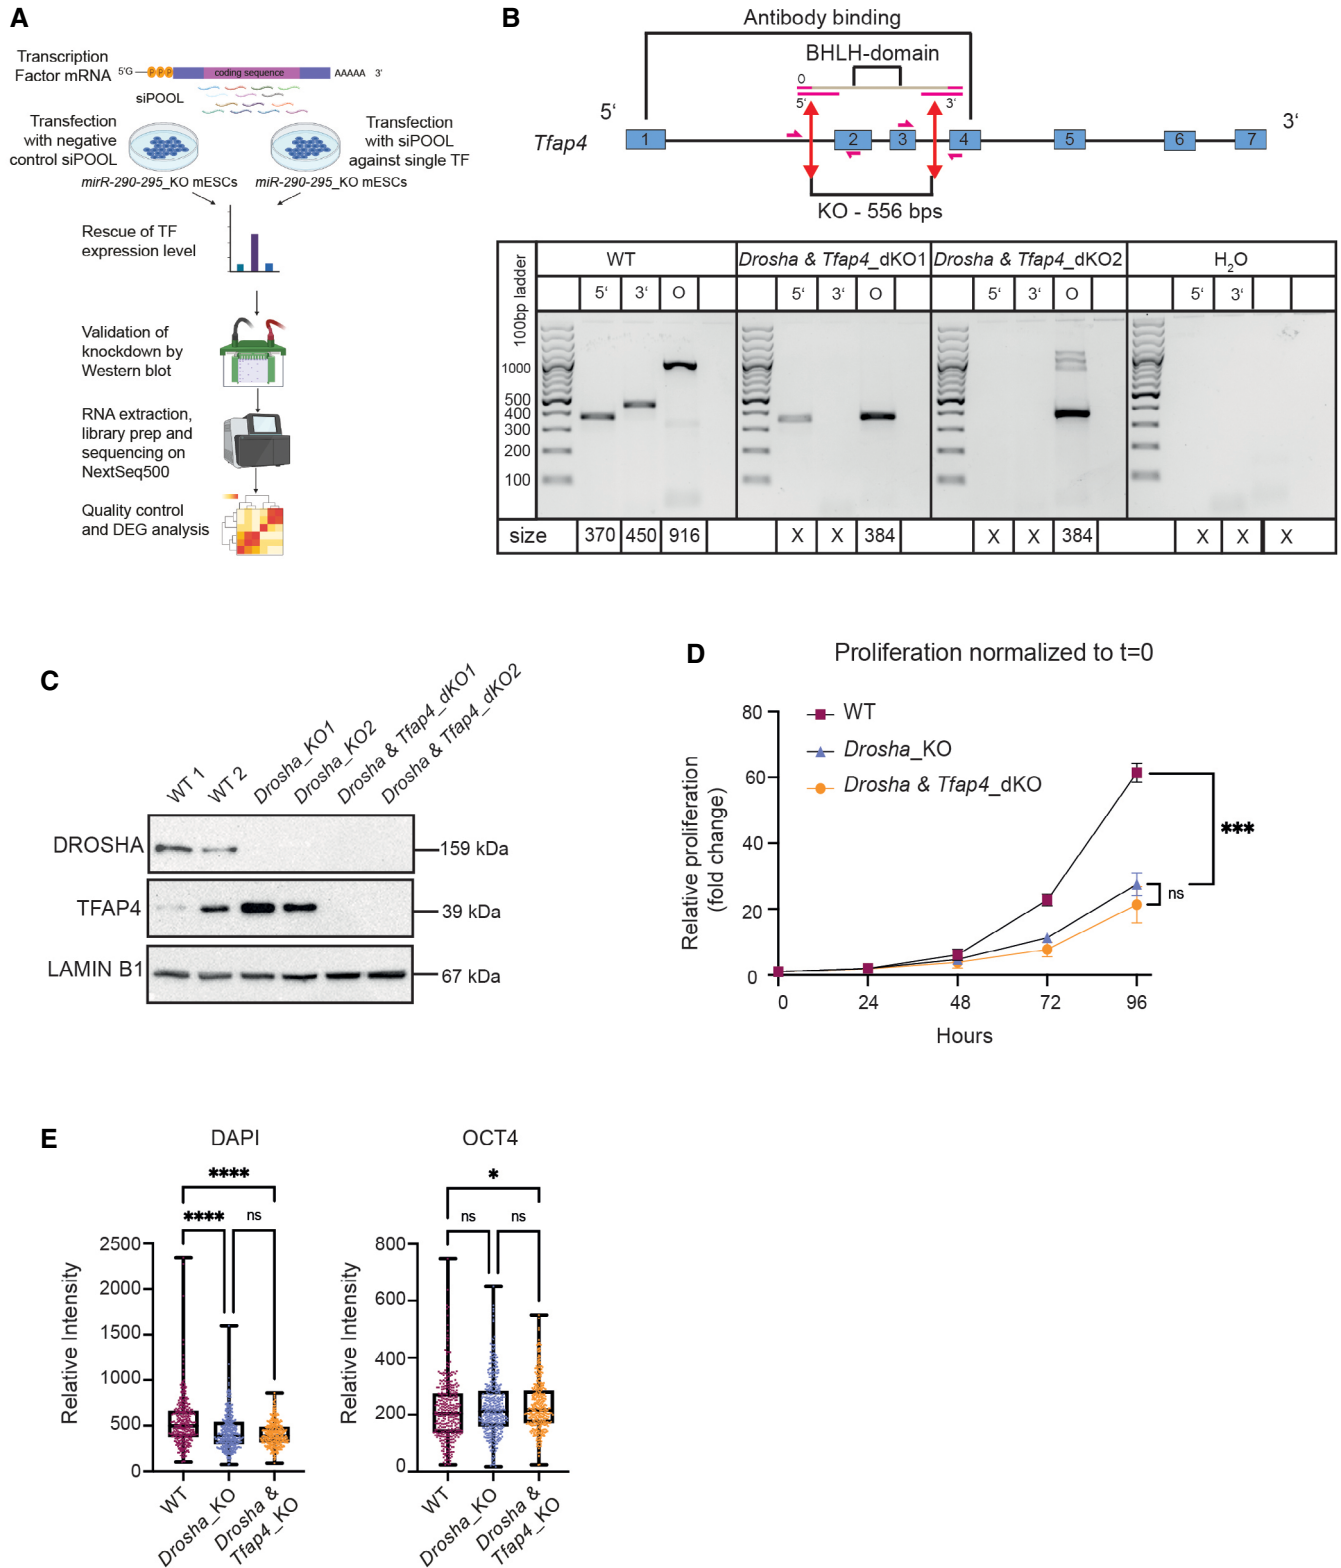 A
Transcription
Factor mRNA
5'G
P P P
coding sequence
AAAAA 3'
siPOOL
Transfection
with negative
control siPOOL
Transfection
with siPOOL
against single TF
mirR-290-295_KO mESCs
miR-290-295_KO mESCs
Rescue of TF
expression level
Validation of
knockdown by
Western blot
RNA extraction,
library prep and
sequencing on
NextSeq500
Quality control
and DEG analysis
B
Antibody binding
BHLH-domain
O
5‘ 3‘
5‘ 3‘
Tfap4
1 2 3 4 5 6 7
KO - 556 bps
100bp ladder
WT Drosha & Tfap4_dKO1 Drosha & Tfap4_dKO2 H2O
5‘ 3‘ O 5‘ 3‘ O 5‘ 3‘ O 5‘ 3‘
1000
500
400
300
200
100
size 370 450 916 X X 384 X X 384 X X X
C
WT 1
WT 2
Drosha_KO1
Drosha_KO2
Drosha & Tfap4_dKO1
Drosha & Tfap4_dKO2
DROSHA 159 kDa
TFAP4 39 kDa
LAMIN B1 67 kDa
D
Proliferation normalized to t=0
WT
Drosha_KO
Drosha & Tfap4_dKO
Relative proliferation
(fold change)
80
60
40
20
0
0 24 48 72 96
Hours
***
ns
E
DAPI
****
**** ns
Relative Intensity
2500
2000
1500
1000
500
0
WT
Drosha_KO
Drosha &
Tfap4_KO
OCT4
*
ns ns
Relative Intensity
800
600
400
200
0
WT
Drosha_KO
Drosha &
Tfap4_KO